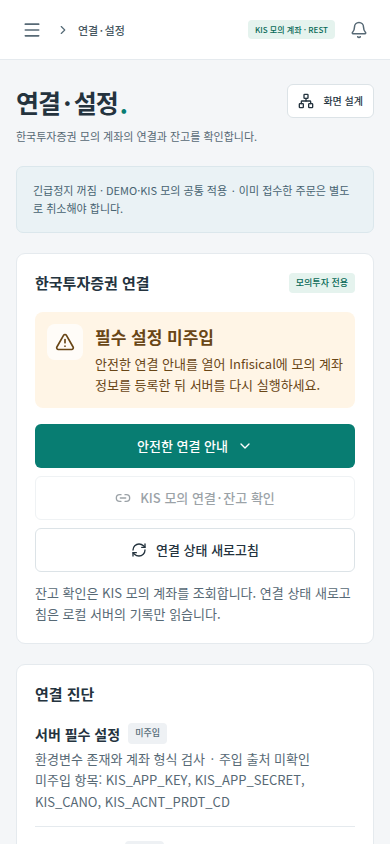 연결·설정
KIS 모의 계좌 · REST
연결·설정.
화면 설계
한국투자증권 모의 계좌의 연결과 잔고를 확인합니다.
긴급정지 꺼짐 · DEMO·KIS 모의 공통 적용 · 이미 접수한 주문은 별도
로 취소해야 합니다.
한국투자증권 연결
모의투자 전용
필수 설정 미주입
안전한 연결 안내를 열어 Infisical에 모의 계좌
정보를 등록한 뒤 서버를 다시 실행하세요.
안전한 연결 안내
KIS 모의 연결·잔고 확인
연결 상태 새로고침
잔고 확인은 KIS 모의 계좌를 조회합니다. 연결 상태 새로고
침은 로컬 서버의 기록만 읽습니다.
연결 진단
서버 필수 설정
미주입
환경변수 존재와 계좌 형식 검사 · 주입 출처 미확인
미주입 항목: KIS_APP_KEY, KIS_APP_SECRET,
KIS_CANO, KIS_ACNT_PRDT_CD